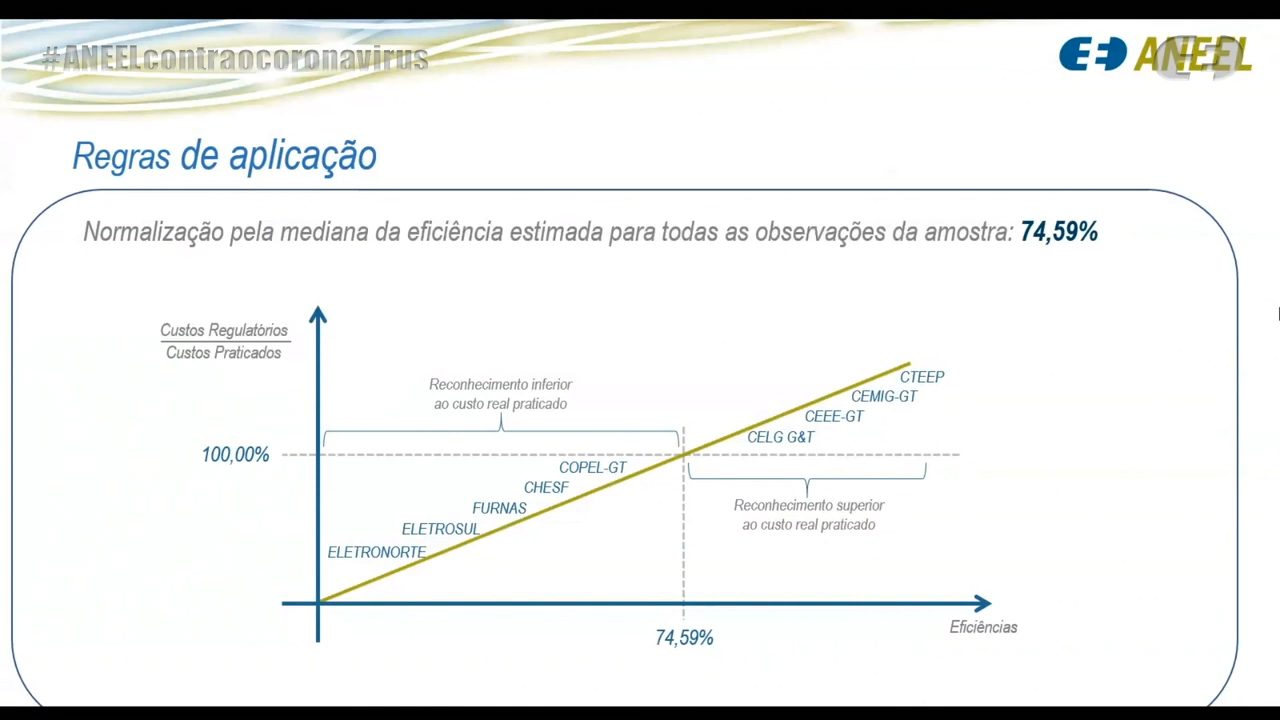 #ANEELcontraocoronavirus
ANEEL
Regras de aplicação
Normalização pela mediana da eficiência estimada para todas as observações da amostra: 74,59%
Custos Regulatórios
Custos Praticados
Reconhecimento inferior
ao custo real praticado
CTEEP
CEMIG-GT
CEEE-GT
CELG G&T
100,00%
COPEL-GT
CHESF
FURNAS
ELETROSUL
ELETRONORTE
Reconhecimento superior
ao custo real praticado
74,59%
Eficiências